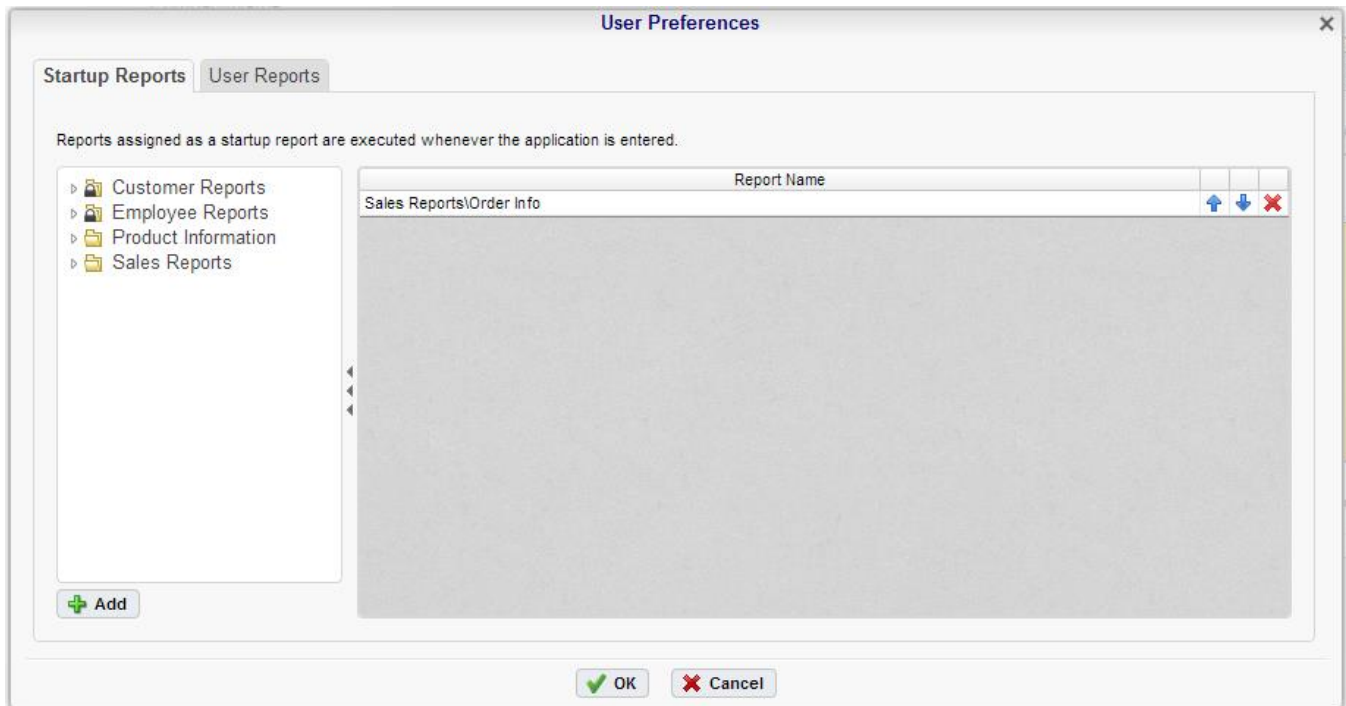 User Preferences
Startup Reports
User Reports
Reports assigned as a startup report are executed whenever the application is entered.
Customer Reports
Employee Reports
Product Information
Sales Reports
Add
Report Name
Sales Reports\Order Info
OK
Cancel